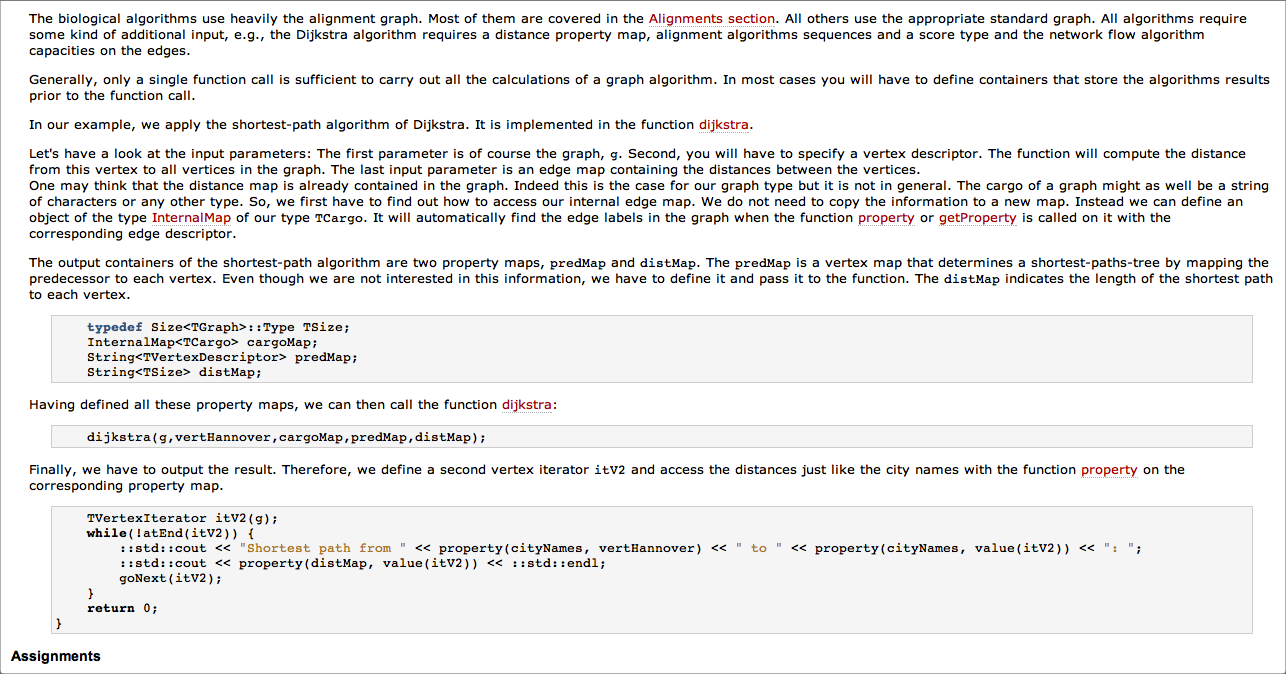 The biological algorithms use heavily the alignment graph. Most of them are covered in the Alignments section. All others use the appropriate standard graph. All algorithms require
some kind of additional input, e.g., the Dijkstra algorithm requires a distance property map, alignment algorithms sequences and a score type and the network flow algorithm
capacities on the edges.
Generally, only a single function call is sufficient to carry out all the calculations of a graph algorithm. In most cases you will have to define containers that store the algorithms results
prior to the function call.
In our example, we apply the shortest-path algorithm of Dijkstra. It is implemented in the function dijkstra.
Let's have a look at the input parameters: The first parameter is of course the graph, g. Second, you will have to specify a vertex descriptor. The function will compute the distance
from this vertex to all vertices in the graph. The last input parameter is an edge map containing the distances between the vertices.
One may think that the distance map is already contained in the graph. Indeed this is the case for our graph type but it is not in general. The cargo of a graph might as well be a string
of characters or any other type. So, we first have to find out how to access our internal edge map. We do not need to copy the information to a new map. Instead we can define an
object of the type InternalMap of our type TCargo. It will automatically find the edge labels in the graph when the function property or getProperty is called on it with the
corresponding edge descriptor.
The output containers of the shortest-path algorithm are two property maps, predMap and distMap. The predMap is a vertex map that determines a shortest-paths-tree by mapping the
predecessor to each vertex. Even though we are not interested in this information, we have to define it and pass it to the function. The distMap indicates the length of the shortest path
to each vertex.
typedef Size<TGraph>::Type TSize;
InternalMap<TCargo> cargoMap;
String<TVertexDescriptor> predMap;
String<TSize> distMap;
Having defined all these property maps, we can then call the function dijkstra:
dijkstra(g,vertHannover,cargoMap,predMap,distMap);
Finally, we have to output the result. Therefore, we define a second vertex iterator itV2 and access the distances just like the city names with the function property on the
corresponding property map.
TVertexIterator itV2(g);
while(!atEnd(itV2)) {
::std::cout << "Shortest path from " << property(cityNames, vertHannover) << " to " << property(cityNames, value(itV2)) << ": ";
::std::cout << property(distMap, value(itV2)) << ::std::endl;
goNext(itV2);
}
return 0;
}
Assignments